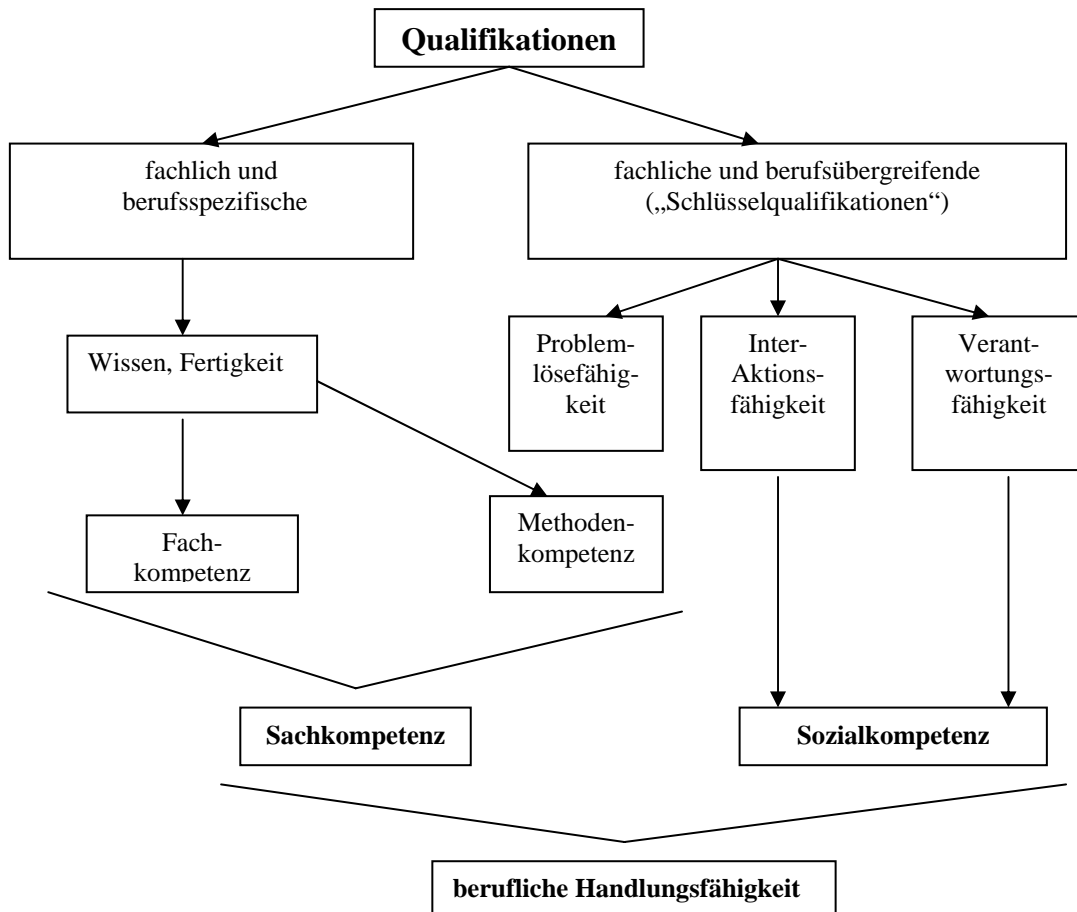 Qualifikationen
fachlich und
berufsspezifische
fachliche und berufsübergreifende
(„Schlüsselqualifikationen“)
Wissen, Fertigkeit
Problem-
lösefähig-
keit
Inter-
Aktions-
fähigkeit
Verant-
wortungs-
fähigkeit
Fach-
kompetenz
Methoden-
kompetenz
Sachkompetenz
Sozialkompetenz
berufliche Handlungsfähigkeit